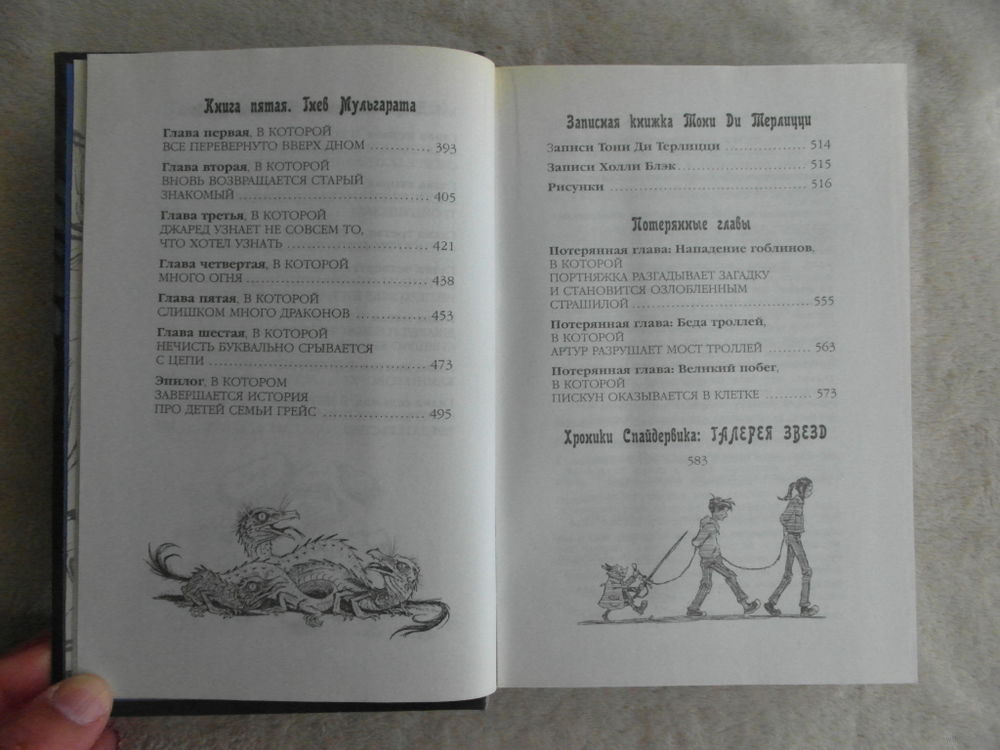 Книга пятая. Гнев Мульгарата
Глава первая, В КОТОРОЙ
ВСЕ ПЕРЕВЕРНУТО ВВЕРХ ДНОМ ............... 393
Глава вторая, В КОТОРОЙ
ВНОВЬ ВОЗВРАЩАЕТСЯ СТАРЫЙ
ЗНАКОМЫЙ ............... 405
Глава третья, В КОТОРОЙ
ДЖАРЕД УЗНАЕТ НЕ СОВСЕМ ТО,
ЧТО ХОТЕЛ УЗНАТЬ ............... 421
Глава четвертая, В КОТОРОЙ
МНОГО ОГНЯ ............... 438
Глава пятая, В КОТОРОЙ
СЛИШКОМ МНОГО ДРАКОНОВ ............... 453
Глава шестая, В КОТОРОЙ
НЕЧИСТЬ БУКВАЛЬНО СРЫВАЕТСЯ
С ЦЕПИ ............... 473
Эпилог, В КОТОРОМ
ЗАВЕРШАЕТСЯ ИСТОРИЯ
ПРО ДЕТЕЙ СЕМЬИ ГРЕЙС ............... 495
Записная книжка Тони Ди Терлицци
Записи Тони Ди Терлицци ............... 514
Записи Холли Блэк ............... 515
Рисунки ............... 516
Потерянные главы
Потерянная глава: Нападение гоблинов,
В КОТОРОЙ
ПОРТНЯЖКА РАЗГАДЫВАЕТ ЗАГАДКУ
И СТАНОВИТСЯ ОЗЛОБЛЕННЫМ
СТРАШИЛОЙ ............... 555
Потерянная глава: Беда троллей,
В КОТОРОЙ
АРТУР РАЗРУШАЕТ МОСТ ТРОЛЛЕЙ .......... 563
Потерянная глава: Великий побег,
В КОТОРОЙ
ПИСКУН ОКАЗЫВАЕТСЯ В КЛЕТКЕ .......... 573
Хроники Спайдервика: ГАЛЕРЕЯ ЗВЕЗД
583